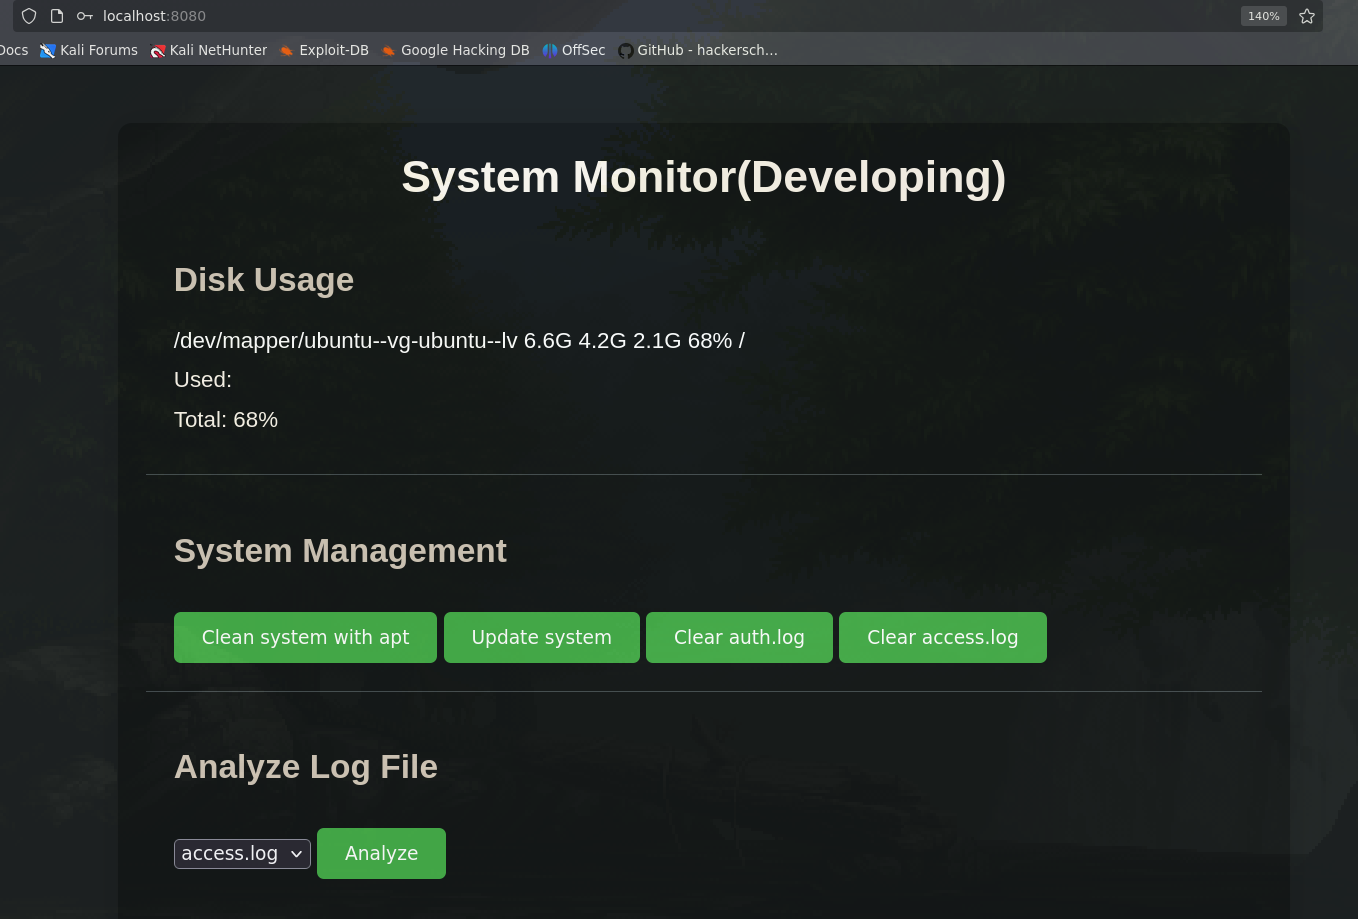 localhost:8080 140%
Docs Kali Forums Kali NetHunter Exploit-DB Google Hacking DB OffSec GitHub - hackersch...
System Monitor(Developing)
Disk Usage
/dev/mapper/ubuntu--vg-ubuntu--lv 6.6G 4.2G 2.1G 68% /
Used:
Total: 68%
System Management
Clean system with apt Update system Clear auth.log Clear access.log
Analyze Log File
access.log Analyze